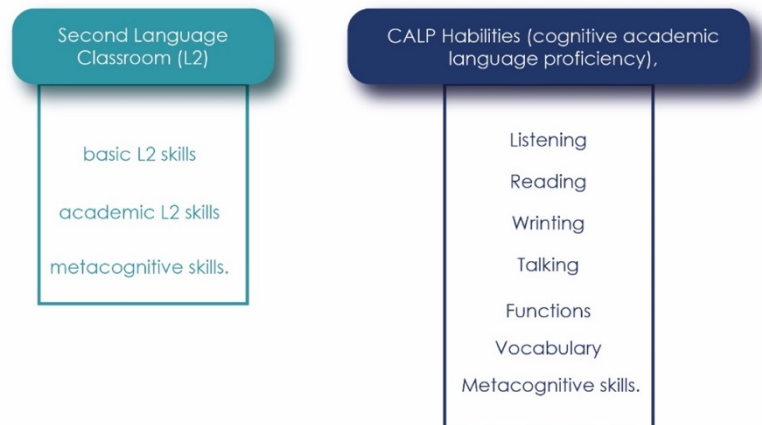 Second Language
Classroom (L2)
basic L2 skills
academic L2 skills
metacognitive skills.
CALP Habilities (cognitive academic
language proficiency),
Listening
Reading
Wrinting
Talking
Functions
Vocabulary
Metacognitive skills.